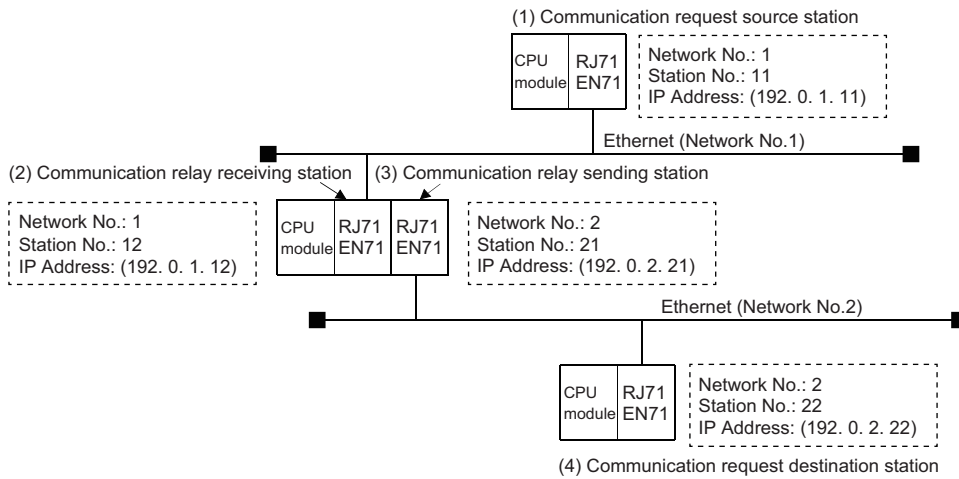 (1) Communication request source station
CPU
module
RJ71
EN71
Network No.: 1
Station No.: 11
IP Address: (192. 0. 1. 11)
Ethernet (Network No.1)
(2) Communication relay receiving station
(3) Communication relay sending station
Network No.: 1
Station No.: 12
IP Address: (192. 0. 1. 12)
CPU
module
RJ71
EN71
RJ71
EN71
Network No.: 2
Station No.: 21
IP Address: (192. 0. 2. 21)
Ethernet (Network No.2)
CPU
module
RJ71
EN71
Network No.: 2
Station No.: 22
IP Address: (192. 0. 2. 22)
(4) Communication request destination station